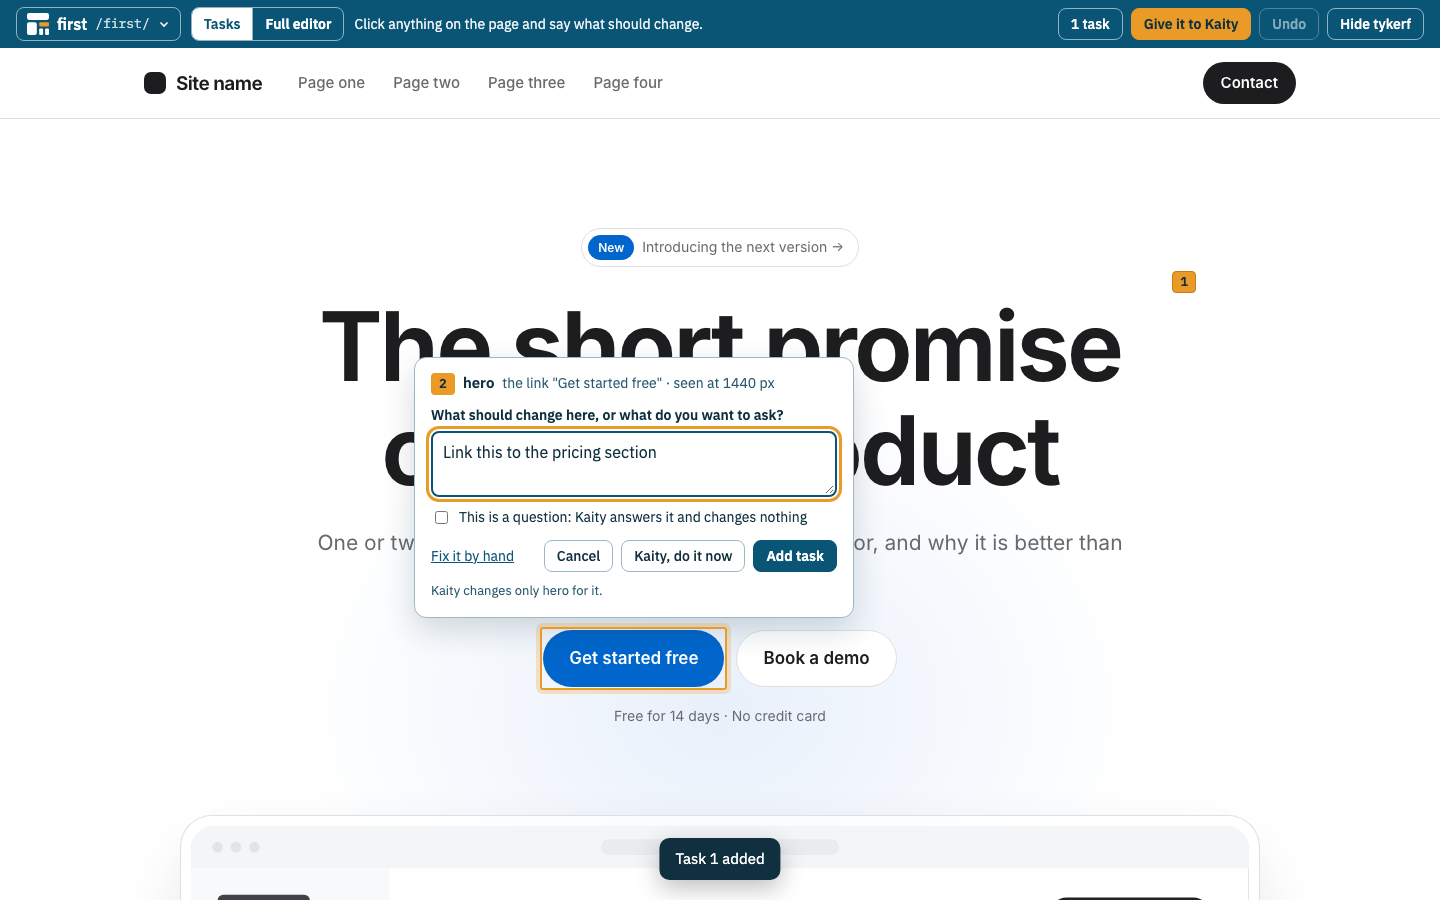 first /first/ Tasks Full editor Click anything on the page and say what should change. 1 task Give it to Kaity Undo Hide tykerf
Site name Page one Page two Page three Page four Contact
New Introducing the next version →
1
The short promise
2 hero the link "Get started free" · seen at 1440 px
What should change here, or what do you want to ask?
Link this to the pricing section
This is a question: Kaity answers it and changes nothing
One or
or, and why it is better than
Fix it by hand Cancel Kaity, do it now Add task
Kaity changes only hero for it.
Get started free Book a demo
Free for 14 days · No credit card
Task 1 added